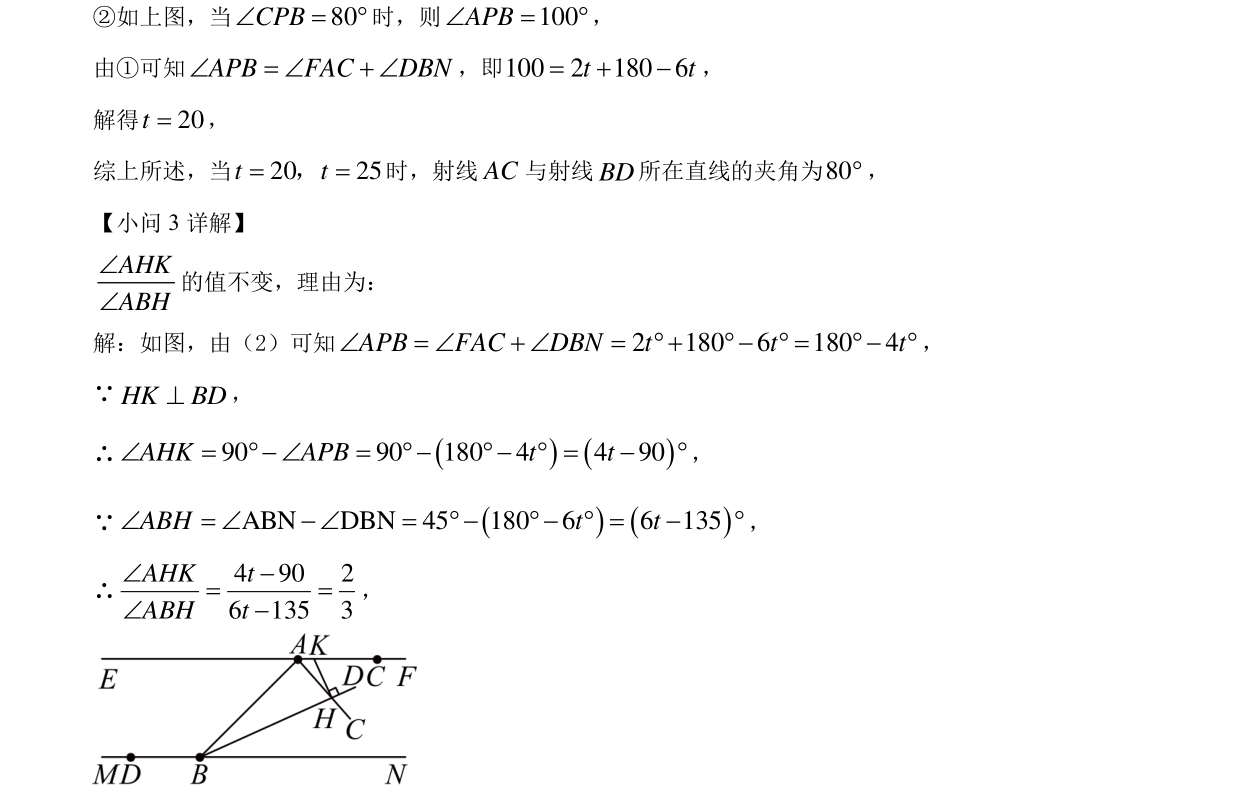 ②如上图，当∠CPB=80°时，则∠APB=100°，
由①可知∠APB=∠FAC+∠DBN，即100=2t+180−6t，
解得t=20，
综上所述，当t=20，t=25时，射线AC与射线BD所在直线的夹角为80°，
【小问3详解】
∠AHK/∠ABH的值不变，理由为：
解：如图，由（2）可知∠APB=∠FAC+∠DBN=2t°+180°−6t°=180°−4t°，
∵HK⊥BD，
∴∠AHK=90°−∠APB=90°−(180°−4t°)=(4t−90)°，
∵∠ABH=∠ABN−∠DBN=45°−(180°−6t°)=(6t−135)°，
∴∠AHK/∠ABH=(4t−90)/(6t−135)=2/3，
A K
E D C F
H C
M D B N